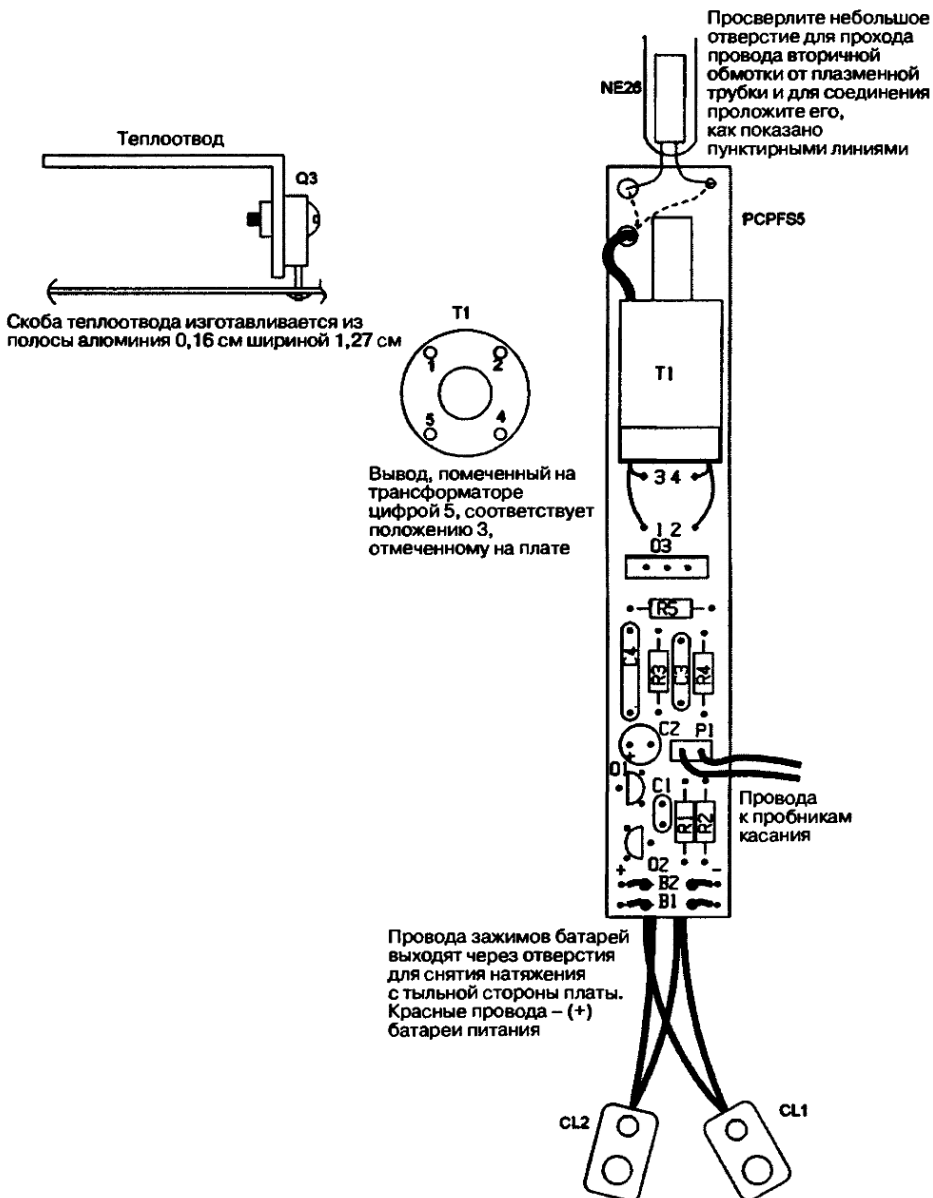 Просверлите небольшое
отверстие для прохода
провода вторичной
обмотки от плазменной
трубки и для соединения
проложите его,
как показано
пунктирными линиями
NE26
Теплоотвод
Q3
PCPFS5
Скоба теплоотвода изготавливается из
полосы алюминия 0,16 см шириной 1,27 см
T1
1 2
5 4
T1
Вывод, помеченный на
трансформаторе
цифрой 5, соответствует
положению 3,
отмеченному на плате
3 4
1 2
Q3
R5
C4
R3
C3
R4
C2 P1
+
Q1
C1
R1
R2
Провода
к пробникам
касания
Q2
+ B2 -
B1
Провода зажимов батарей
выходят через отверстия
для снятия натяжения
с тыльной стороны платы.
Красные провода – (+)
батареи питания
CL2
CL1